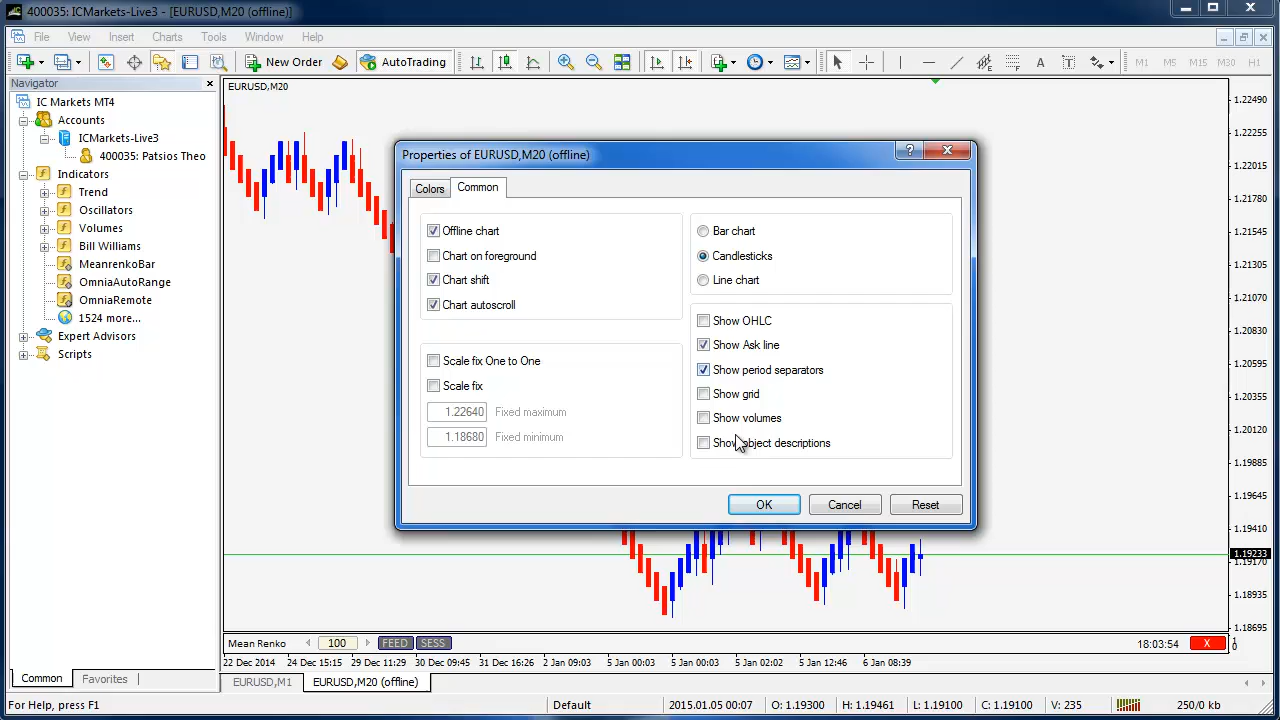 400035: ICMarkets-Live3 - [EURUSD,M20 (offline)]
File View Insert Charts Tools Window Help
New Order AutoTrading A T M1 M5 M15 M30 H1
Navigator
IC Markets MT4
Accounts
ICMarkets-Live3
400035: Patsios Theo
Indicators
Trend
Oscillators
Volumes
Bill Williams
MeanrenkoBar
OmniaAutoRange
OmniaRemote
1524 more...
Expert Advisors
Scripts
Common Favorites
EURUSD,M20
Properties of EURUSD,M20 (offline)
Colors Common
Offline chart
Chart on foreground
Chart shift
Chart autoscroll
Scale fix One to One
Scale fix
1.22640 Fixed maximum
1.18680 Fixed minimum
Bar chart
Candlesticks
Line chart
Show OHLC
Show Ask line
Show period separators
Show grid
Show volumes
Show object descriptions
OK Cancel Reset
1.22490
1.22255
1.22015
1.21780
1.21545
1.21305
1.21070
1.20830
1.20595
1.20360
1.20120
1.19885
1.19645
1.19410
1.19233
1.19170
1.18935
1.18695
Mean Renko 100 FEED SESS 18:03:54 X
1
0
22 Dec 2014 24 Dec 15:15 29 Dec 11:29 30 Dec 09:45 31 Dec 16:26 2 Jan 09:03 5 Jan 00:03 5 Jan 00:03 5 Jan 02:02 5 Jan 12:46 6 Jan 08:39
EURUSD,M1 EURUSD,M20 (offline)
For Help, press F1 Default 2015.01.05 00:07 O: 1.19300 H: 1.19461 L: 1.19100 C: 1.19100 V: 235 250/0 kb